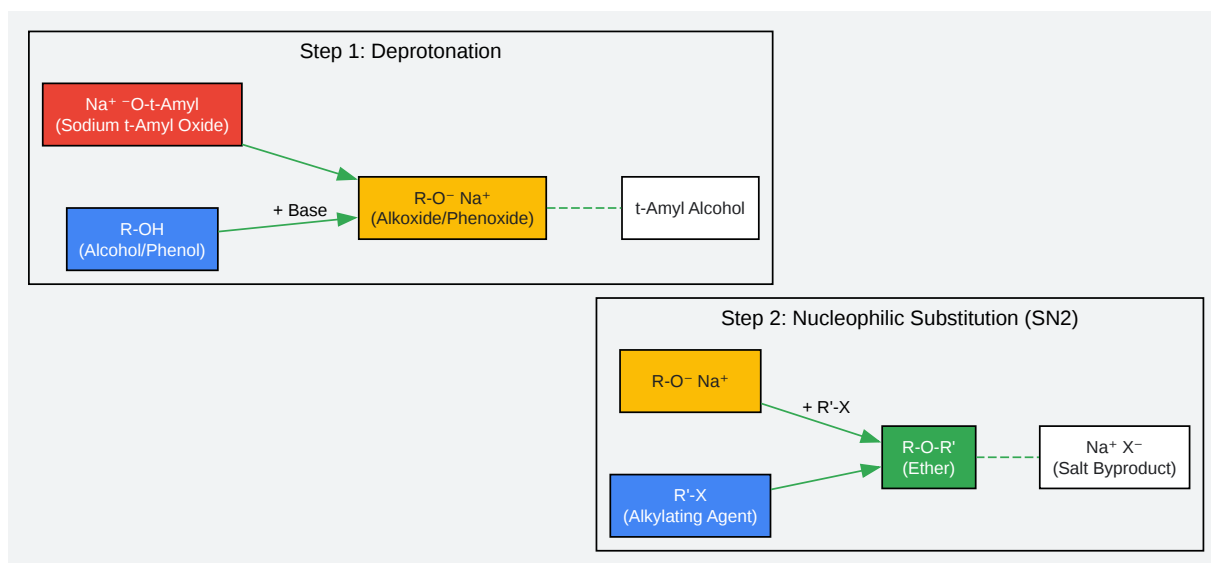 Step 1: Deprotonation
Na⁺ ⁻O-t-Amyl
(Sodium t-Amyl Oxide)
R-OH
(Alcohol/Phenol)
+ Base
R-O⁻ Na⁺
(Alkoxide/Phenoxide)
t-Amyl Alcohol
Step 2: Nucleophilic Substitution (SN2)
R-O⁻ Na⁺
+ R'-X
R'-X
(Alkylating Agent)
R-O-R'
(Ether)
Na⁺ X⁻
(Salt Byproduct)